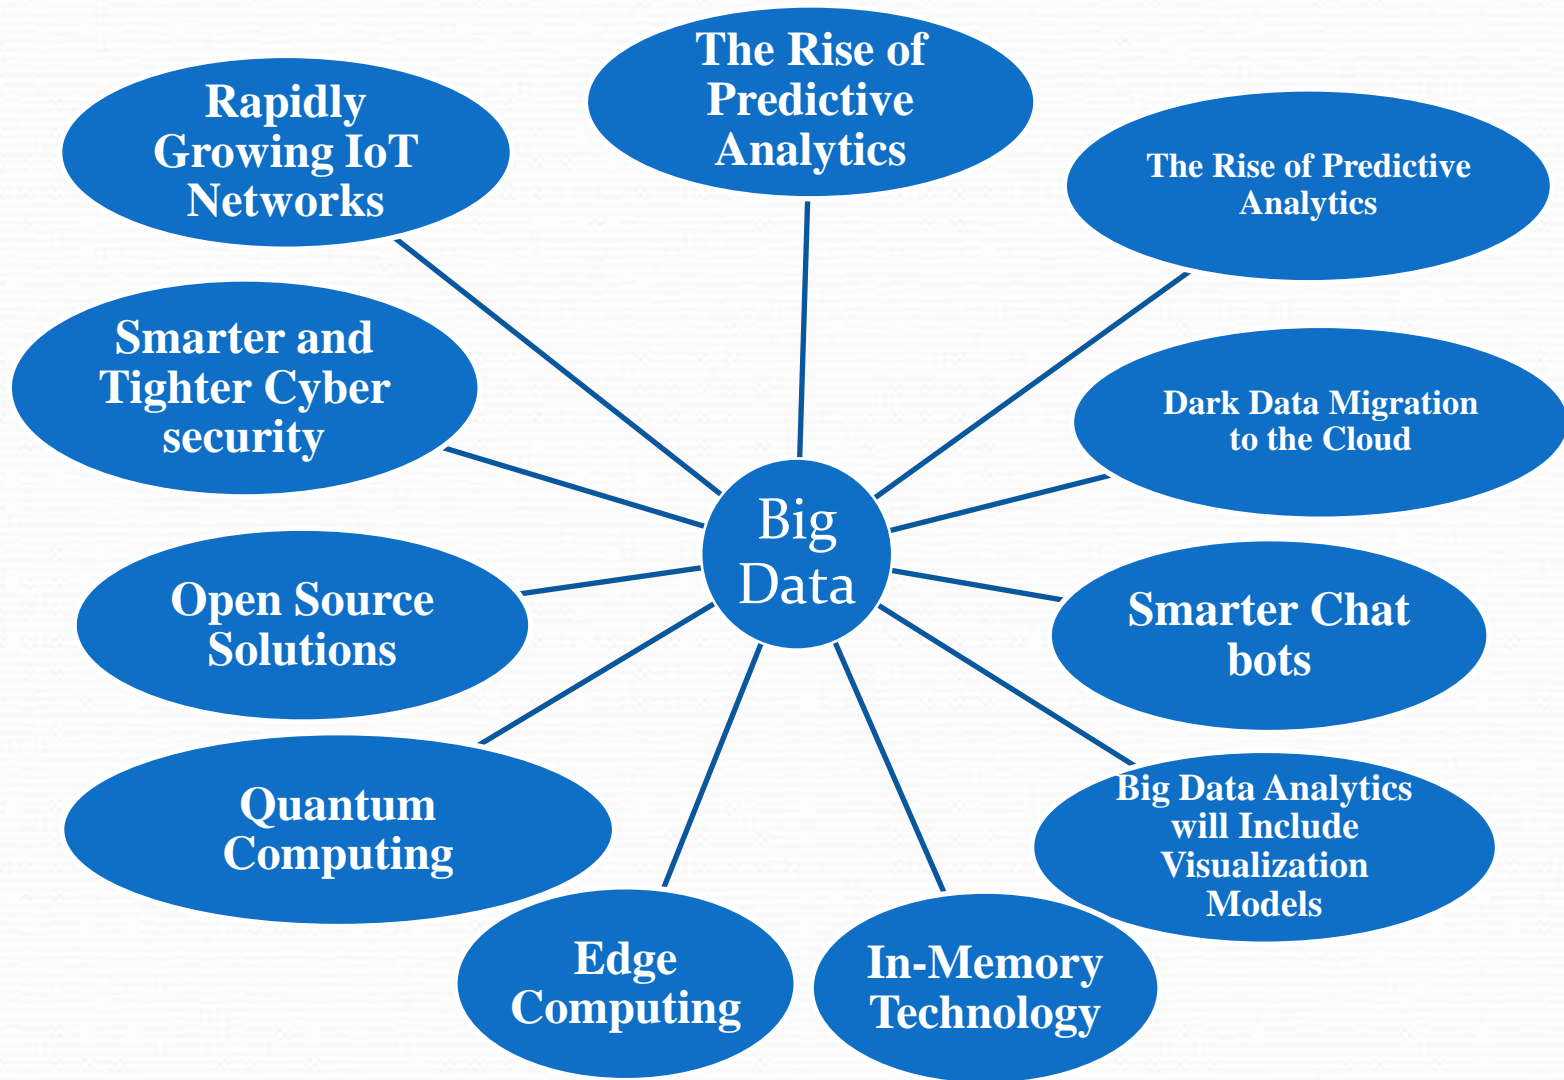 The Rise of
Predictive
Analytics
Rapidly
Growing IoT
Networks
The Rise of Predictive
Analytics
Smarter and
Tighter Cyber
security
Dark Data Migration
to the Cloud
Big
Data
Open Source
Solutions
Smarter Chat
bots
Quantum
Computing
Big Data Analytics
will Include
Visualization
Models
Edge
Computing
In-Memory
Technology